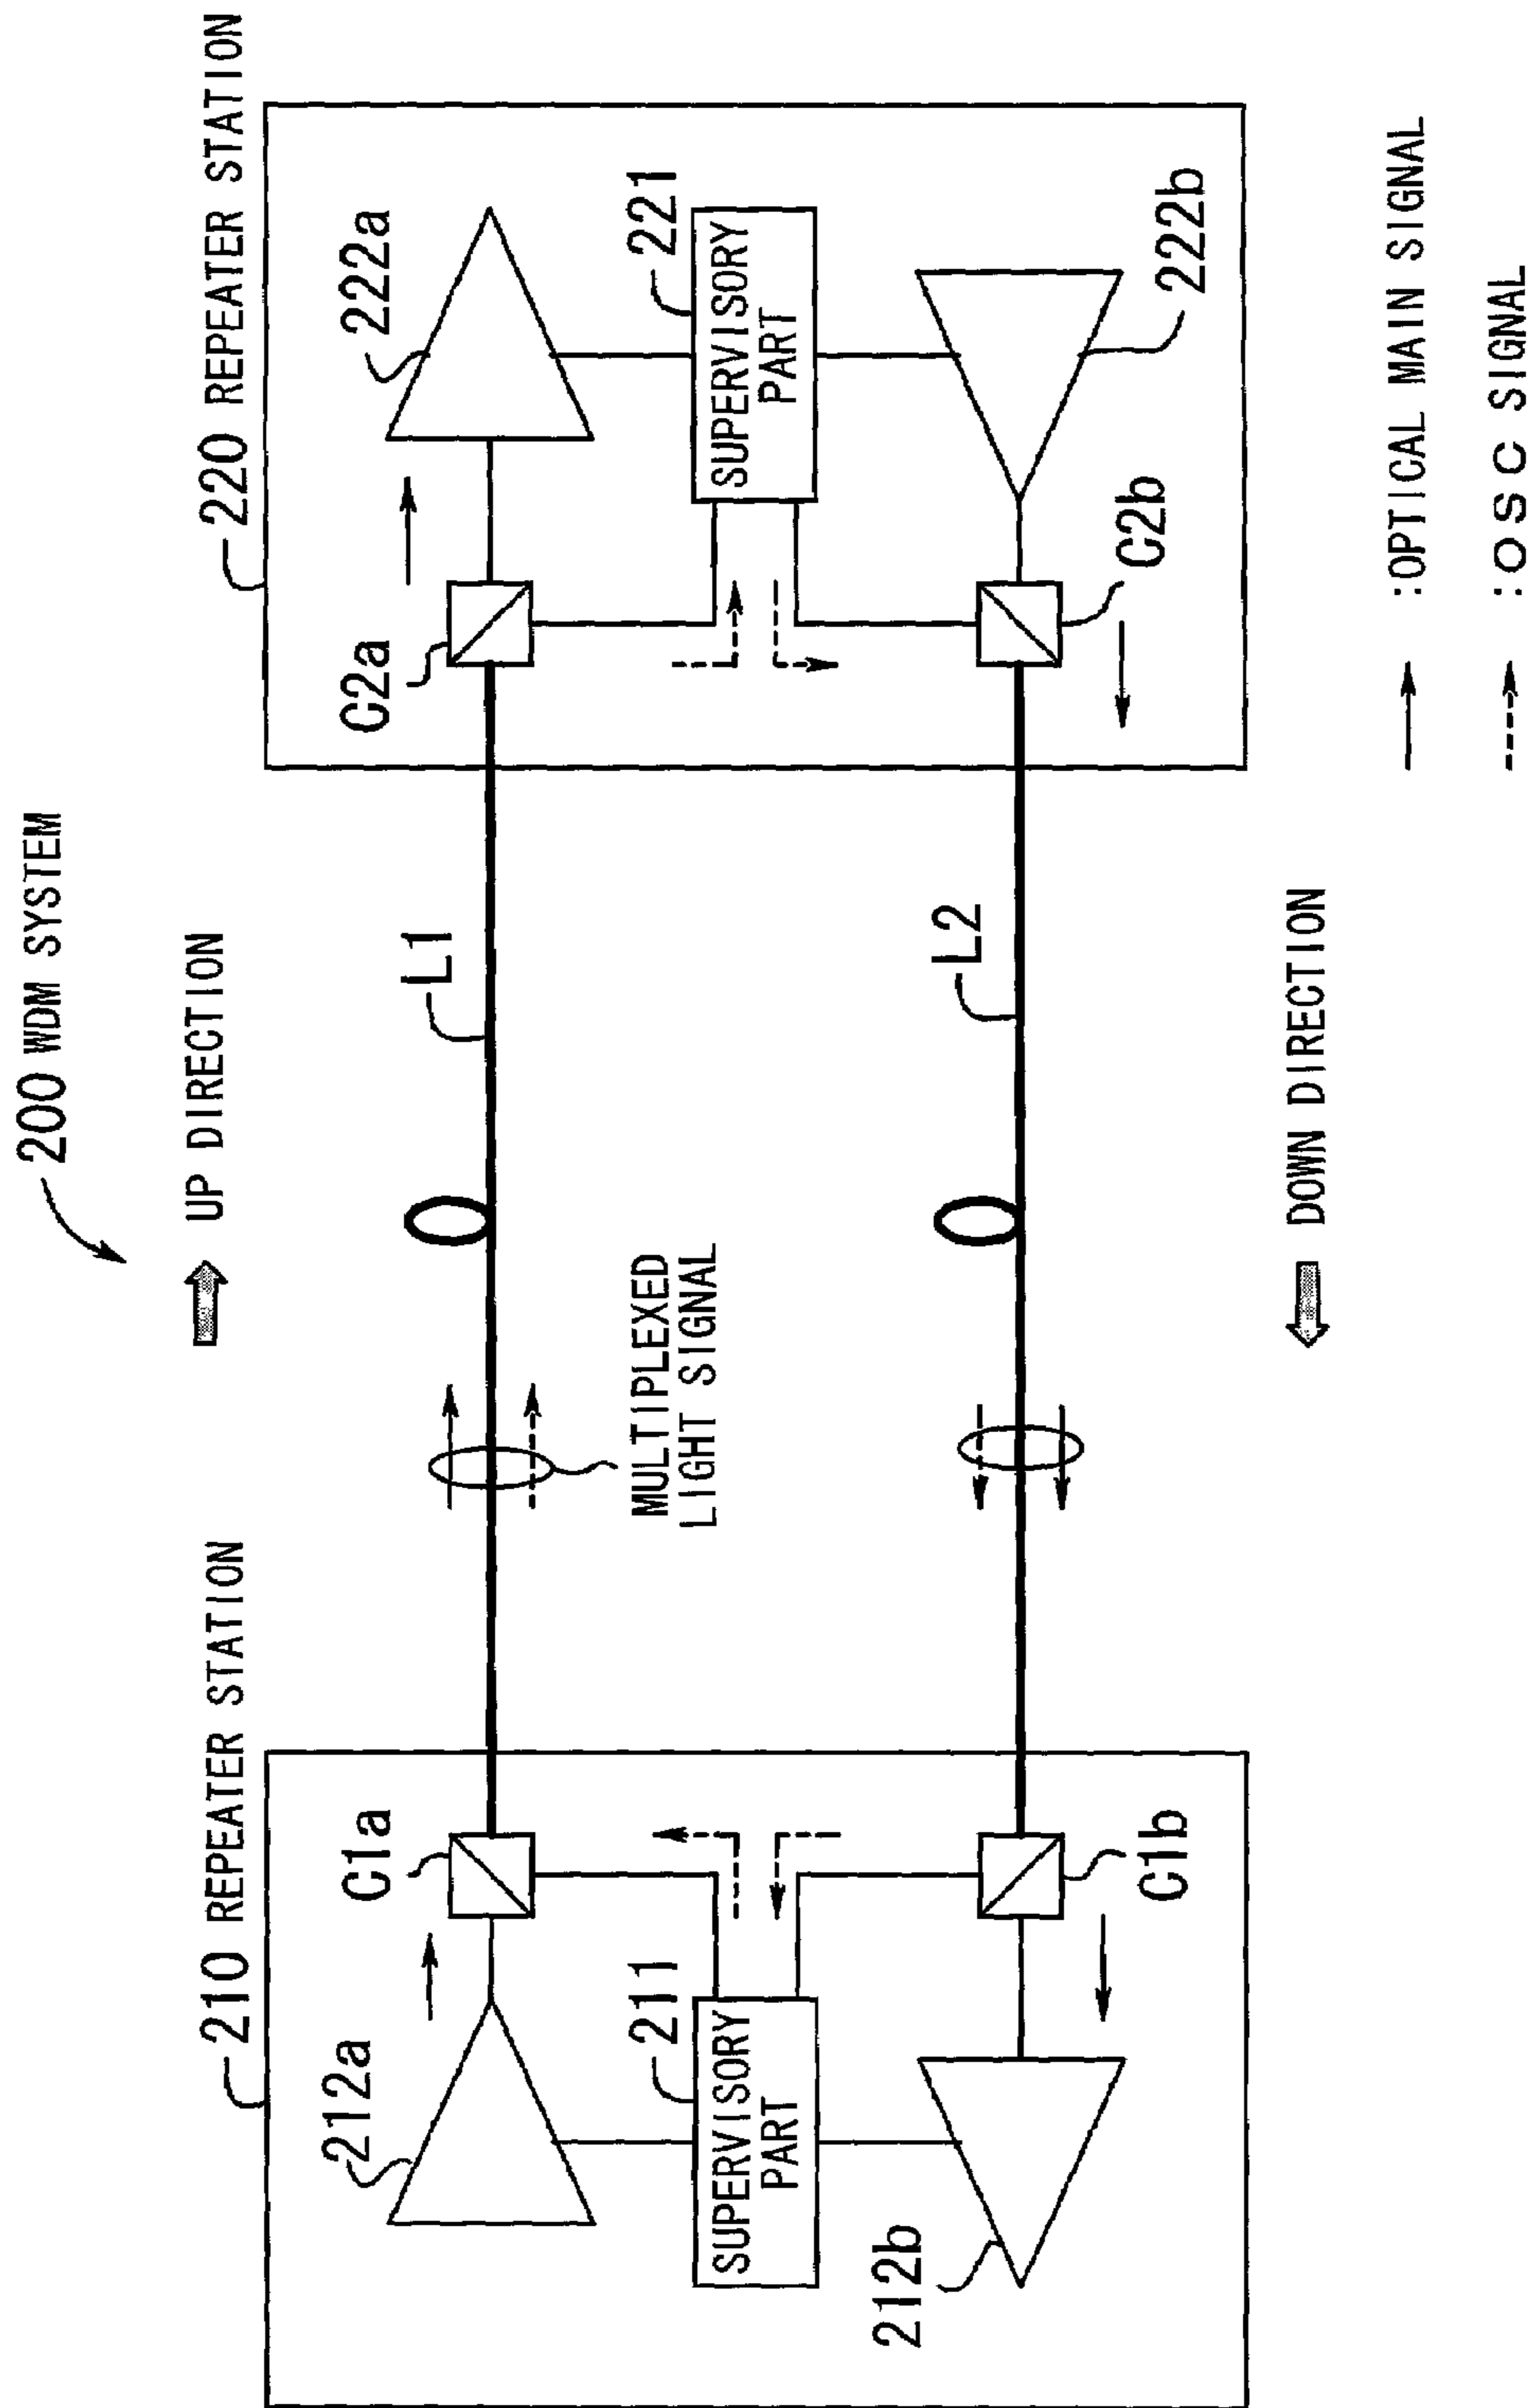 200 WDM SYSTEM
UP DIRECTION
210 REPEATER STATION
220 REPEATER STATION
212a
C1a
L1
C2a
222a
MULTIPLEXED
LIGHT SIGNAL
211
SUPERVISORY
PART
221
SUPERVISORY
PART
212b
C1b
L2
C2b
222b
DOWN DIRECTION
:OPTICAL MAIN SIGNAL
:OSC SIGNAL